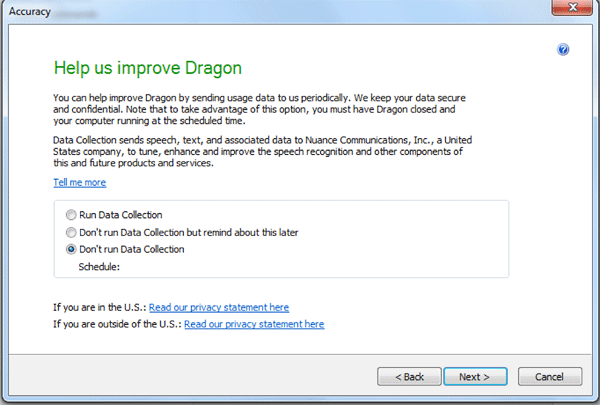 Accuracy
Help us improve Dragon
You can help improve Dragon by sending usage data to us periodically. We keep your data secure
and confidential. Note that to take advantage of this option, you must have Dragon closed and
your computer running at the scheduled time.
Data Collection sends speech, text, and associated data to Nuance Communications, Inc., a United
States company, to tune, enhance and improve the speech recognition and other components of
this and future products and services.
Tell me more
Run Data Collection
Don't run Data Collection but remind about this later
Don't run Data Collection
Schedule:
If you are in the U.S.: Read our privacy statement here
If you are outside of the U.S.: Read our privacy statement here
< Back Next > Cancel